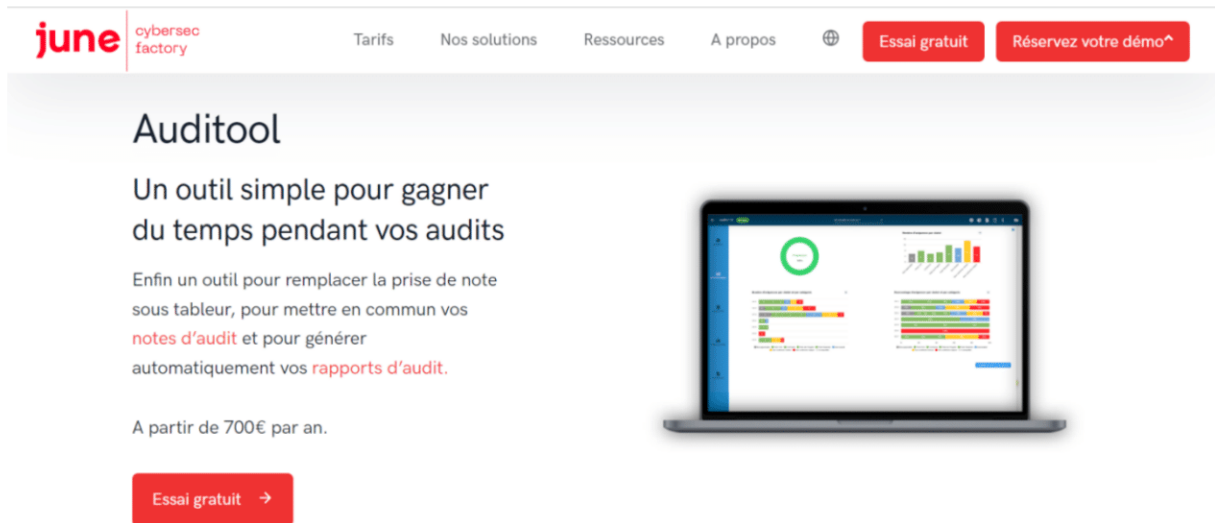 june cybersec
factory
Tarifs Nos solutions Ressources A propos Essai gratuit Réservez votre démo^
Auditool
Un outil simple pour gagner
du temps pendant vos audits
Enfin un outil pour remplacer la prise de note
sous tableur, pour mettre en commun vos
notes d’audit et pour générer
automatiquement vos rapports d’audit.
A partir de 700€ par an.
Essai gratuit →